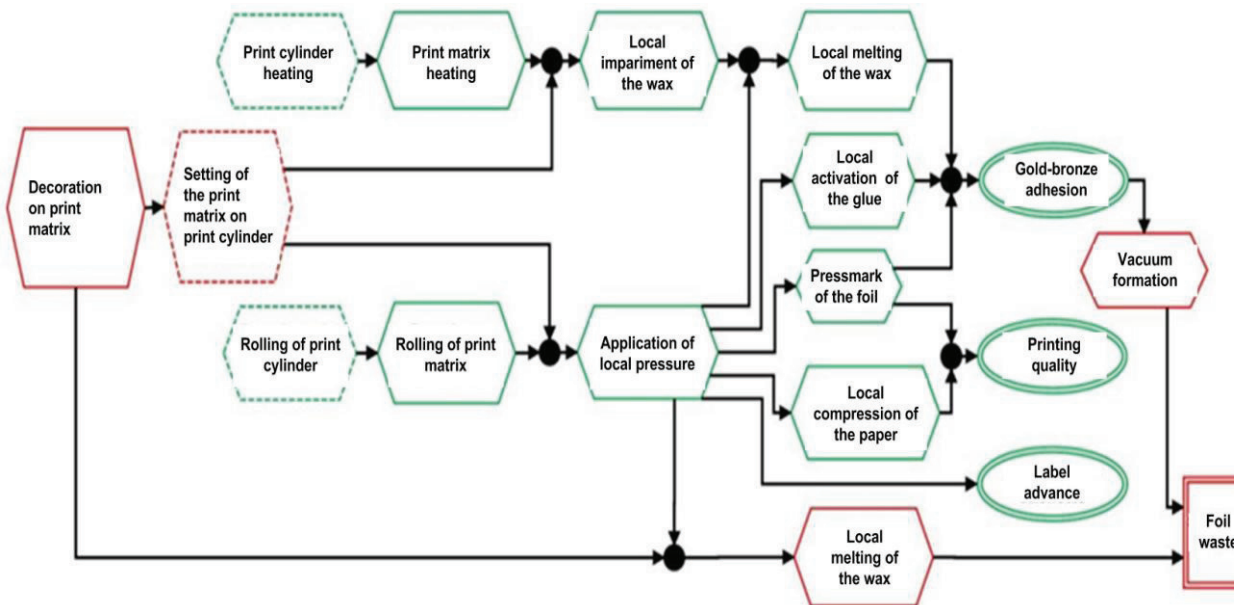 Print cylinder
heating
Print matrix
heating
Local
impariment of
the wax
Local melting
of the wax
Decoration
on print
matrix
Setting of
the print
matrix on
print cylinder
Local
activation of
the glue
Gold-bronze
adhesion
Pressmark
of the foil
Vacuum
formation
Rolling of print
cylinder
Rolling of print
matrix
Application of
local pressure
Printing
quality
Local
compression of
the paper
Label
advance
Local
melting of
the wax
Foil
waste